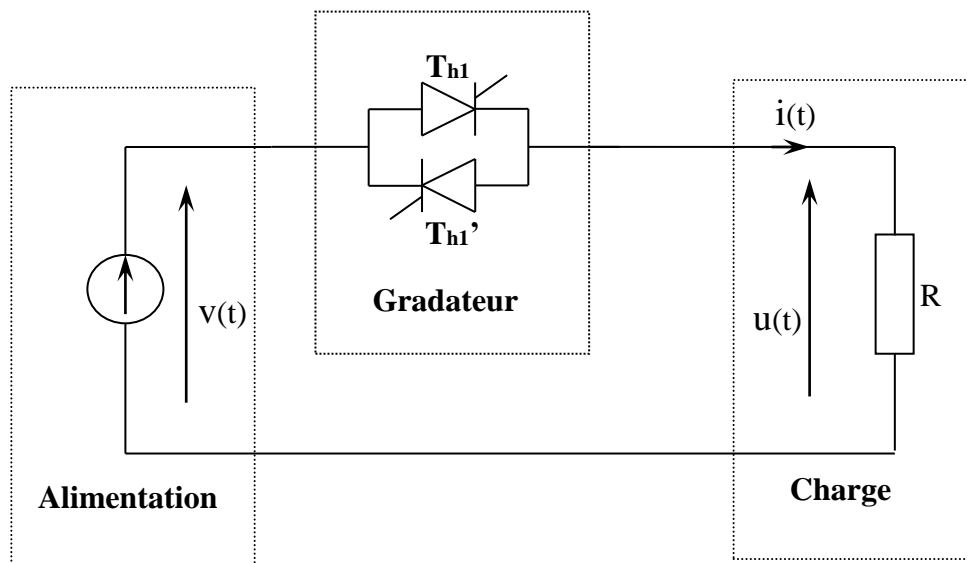 Th1
i(t)
Th1’
Gradateur
v(t)
u(t)
R
Alimentation
Charge